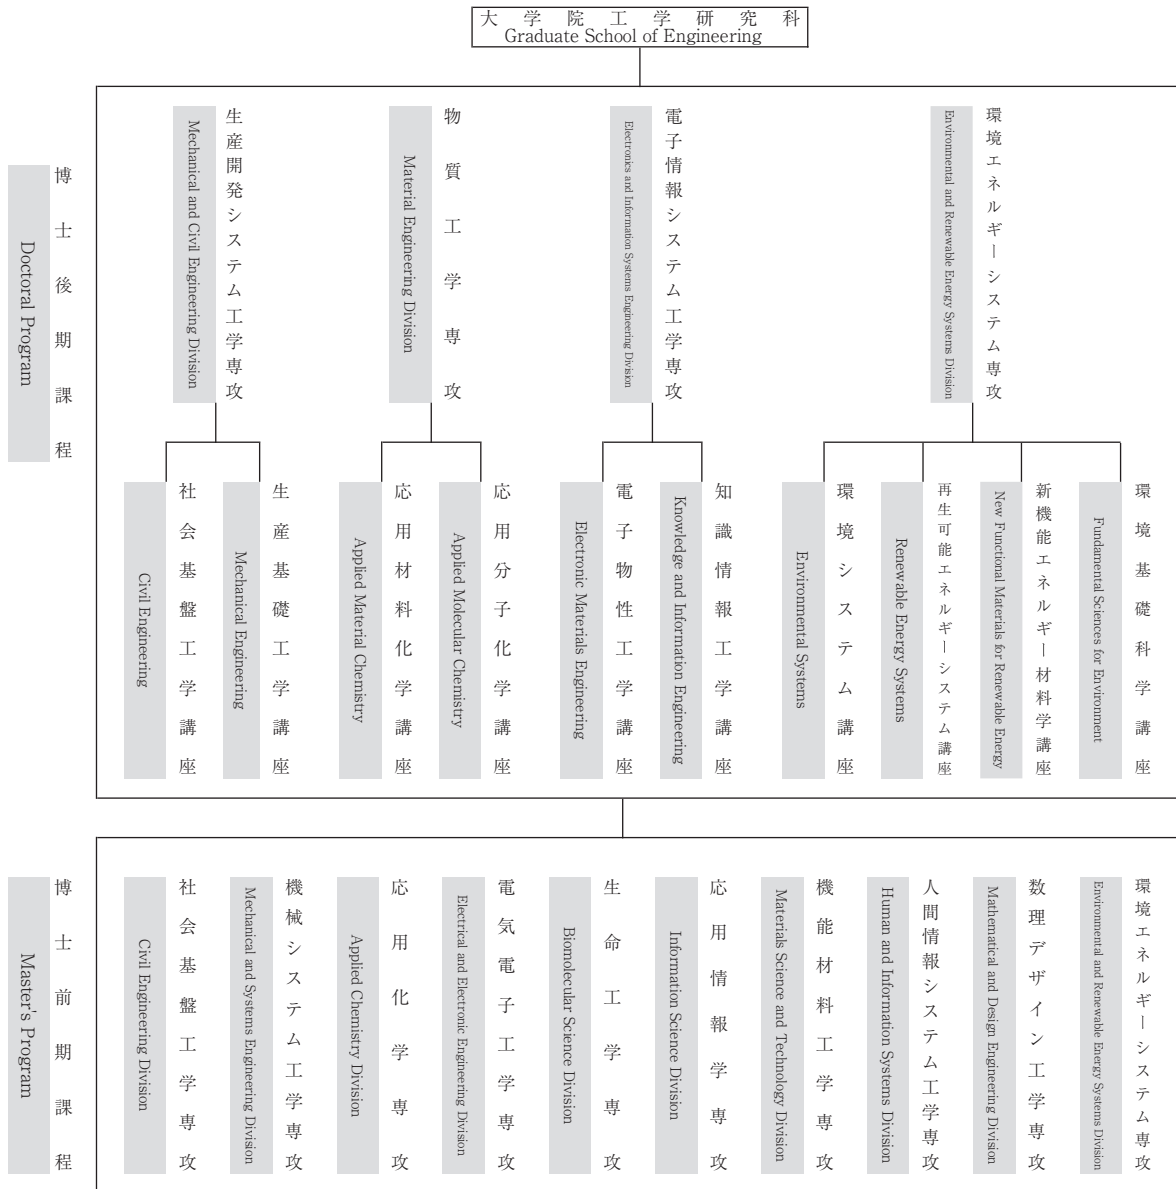 大学院工学研究科
Graduate School of Engineering
博士後期課程
Doctoral Program
生産開発システム工学専攻
Mechanical and Civil Engineering Division
物質工学専攻
Material Engineering Division
電子情報システム工学専攻
Electronics and Information Systems Engineering Division
環境エネルギーシステム専攻
Environmental and Renewable Energy Systems Division
社会基盤工学講座
Civil Engineering
生産基礎工学講座
Mechanical Engineering
応用材料化学講座
Applied Material Chemistry
応用分子化学講座
Applied Molecular Chemistry
電子物性工学講座
Electronic Materials Engineering
知識情報工学講座
Knowledge and Information Engineering
環境システム講座
Environmental Systems
再生可能エネルギーシステム講座
Renewable Energy Systems
新機能エネルギー材料学講座
New Functional Materials for Renewable Energy
環境基礎科学講座
Fundamental Sciences for Environment
博士前期課程
Master's Program
社会基盤工学専攻
Civil Engineering Division
機械システム工学専攻
Mechanical and Systems Engineering Division
応用化学専攻
Applied Chemistry Division
電気電子工学専攻
Electrical and Electronic Engineering Division
生命工学専攻
Biomolecular Science Division
応用情報学専攻
Information Science Division
機能材料工学専攻
Materials Science and Technology Division
人間情報システム工学専攻
Human and Information Systems Division
数理デザイン工学専攻
Mathematical and Design Engineering Division
環境エネルギーシステム専攻
Environmental and Renewable Energy Systems Division